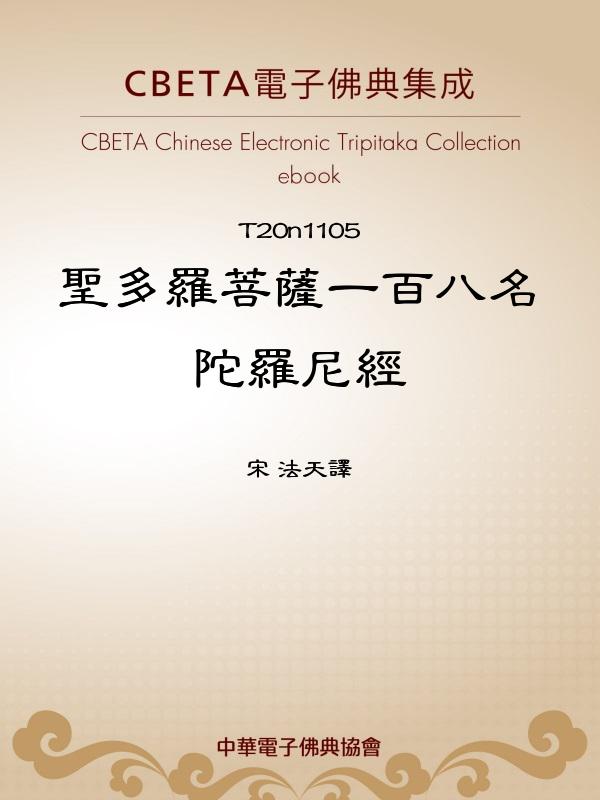 CBETA電子佛典集成
CBETA Chinese Electronic Tripitaka Collection
ebook
T20n1105
聖多羅菩薩一百八名
陀羅尼經
宋 法天譯
中華電子佛典協會